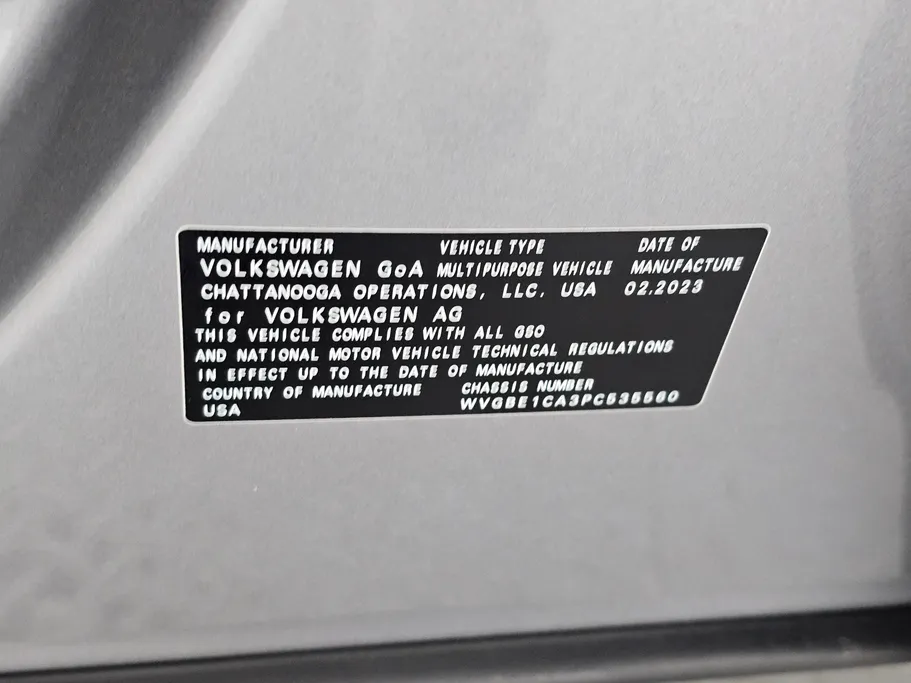 MANUFACTURER VEHICLE TYPE DATE OF
VOLKSWAGEN GoA MULTIPURPOSE VEHICLE MANUFACTURE
CHATTANOOGA OPERATIONS, LLC, USA 02.2023
for VOLKSWAGEN AG
THIS VEHICLE COMPLIES WITH ALL GSO
AND NATIONAL MOTOR VEHICLE TECHNICAL REGULATIONS
IN EFFECT UP TO THE DATE OF MANUFACTURE
COUNTRY OF MANUFACTURE CHASSIS NUMBER
USA WVGBE1CA3PC535560